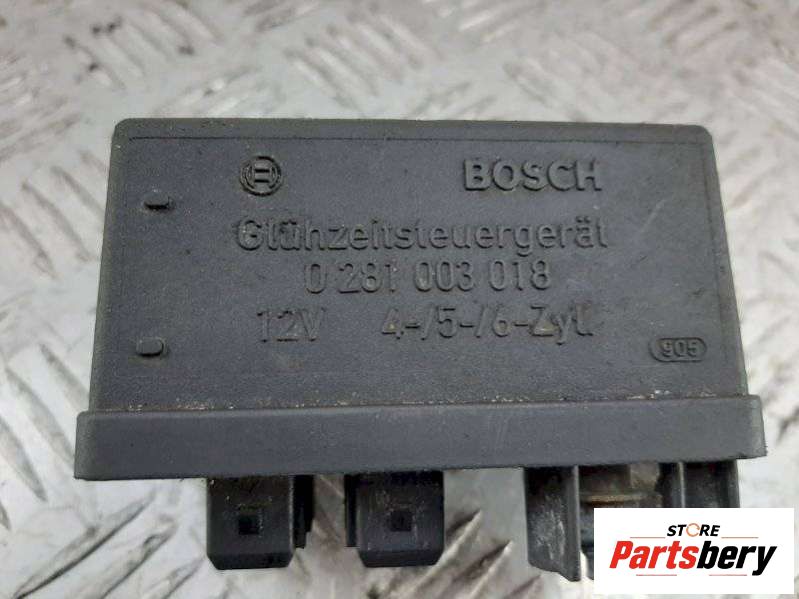 BOSCH
Glühzeitsteuergerät
0 281 003 018
12V 4-/5-/6-Zyl.
905
STORE
Partsbery